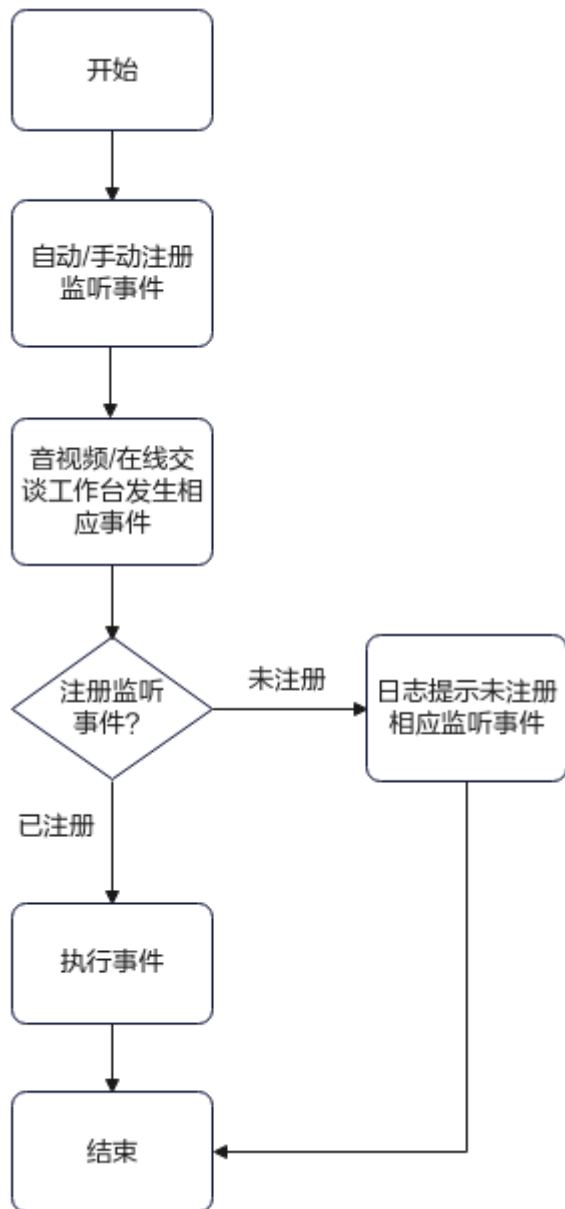 开始
自动/手动注册
监听事件
音视频/在线交
谈工作台发生相
应事件
注册监听
事件?
未注册
日志提示未注册
相应监听事件
已注册
执行事件
结束